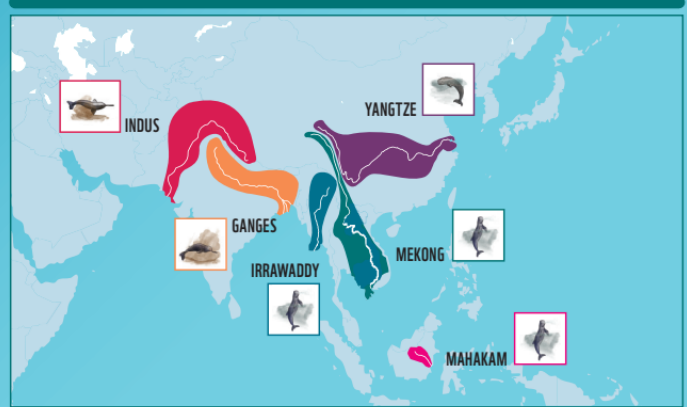 YANGTZE
INDUS
GANGES
MEKONG
IRRAWADDY
MAHAKAM